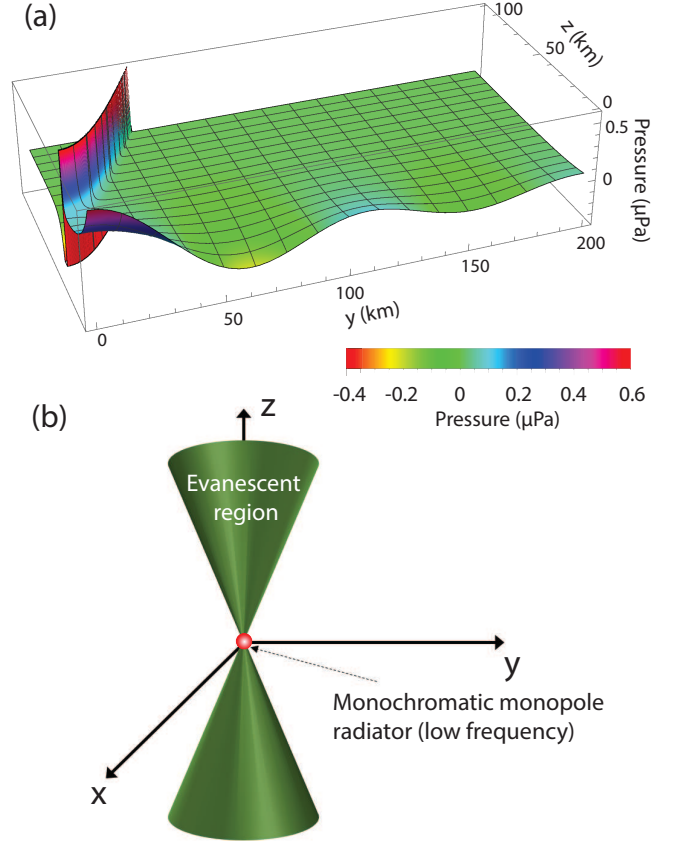 (a)
100
50
0
z (km)
0.5
0
Pressure (μPa)
0
50
100
150
200
y (km)
-0.4 -0.2 0 0.2 0.4 0.6
Pressure (μPa)
(b)
z
Evanescent
region
y
Monochromatic monopole
radiator (low frequency)
x